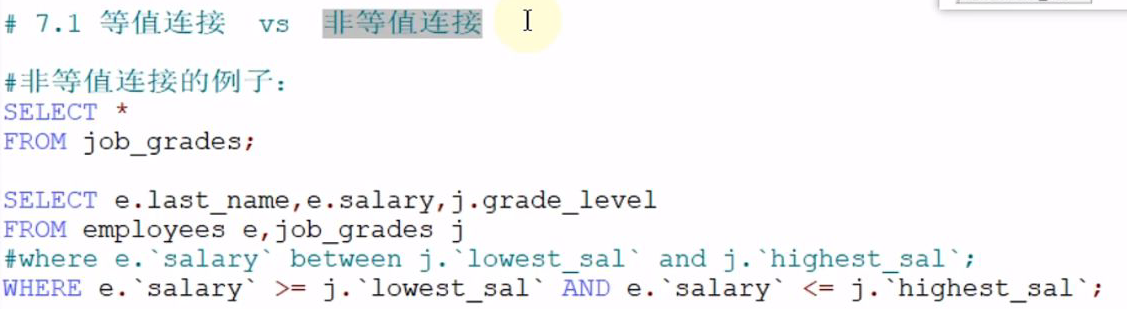 # 7.1 等值连接 vs 非等值连接
#非等值连接的例子：
SELECT *
FROM job_grades;
SELECT e.last_name,e.salary,j.grade_level
FROM employees e,job_grades j
#where e.`salary` between j.`lowest_sal` and j.`highest_sal`;
WHERE e.`salary` >= j.`lowest_sal` AND e.`salary` <= j.`highest_sal`;